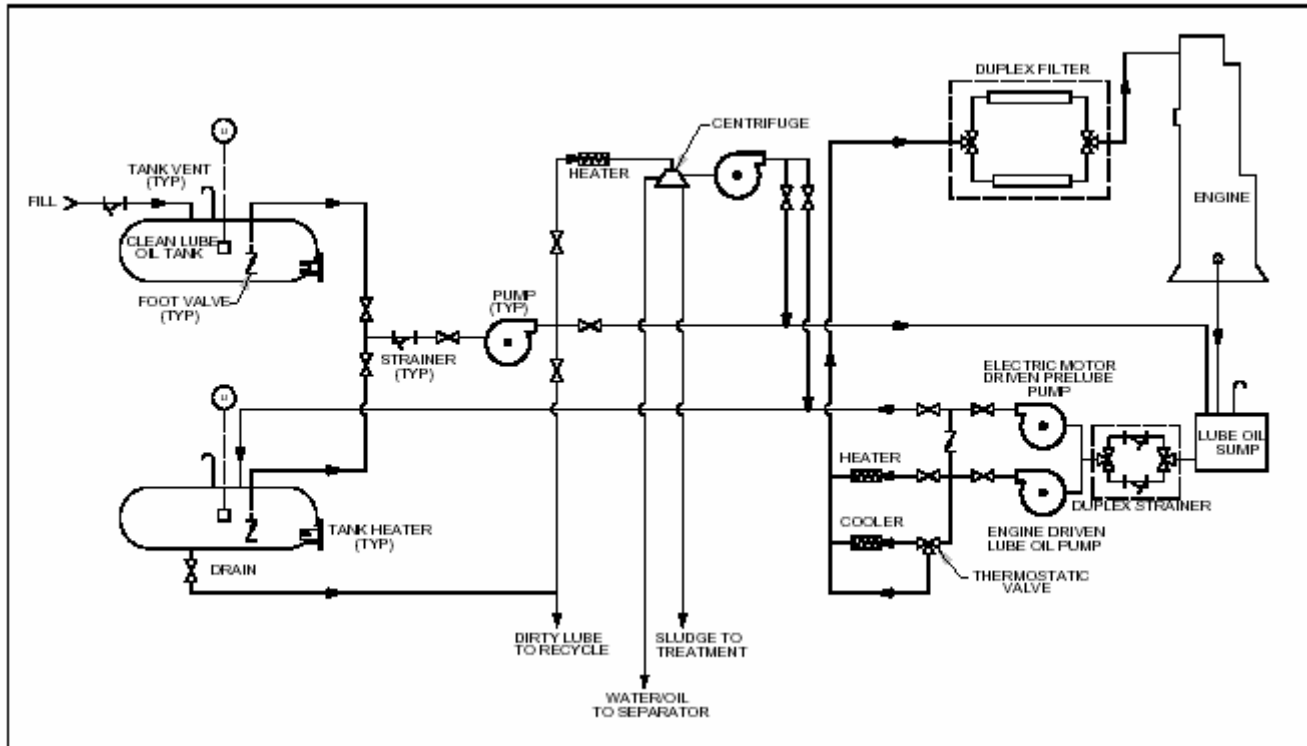 DUPLEX FILTER
CENTRIFUGE
HEATER
TANK VENT
(TYP)
FILL
CLEAN LUBE
OIL TANK
FOOT VALVE
(TYP)
ENGINE
PUMP
(TYP)
STRAINER
(TYP)
ELECTRIC MOTOR
DRIVEN PRELUBE
PUMP
LUBE OIL
SUMP
HEATER
DUPLEX STRAINER
COOLER
ENGINE DRIVEN
LUBE OIL PUMP
TANK HEATER
(TYP)
DRAIN
THERMOSTATIC
VALVE
DIRTY LUBE
TO RECYCLE
SLUDGE TO
TREATMENT
WATER/OIL
TO SEPARATOR